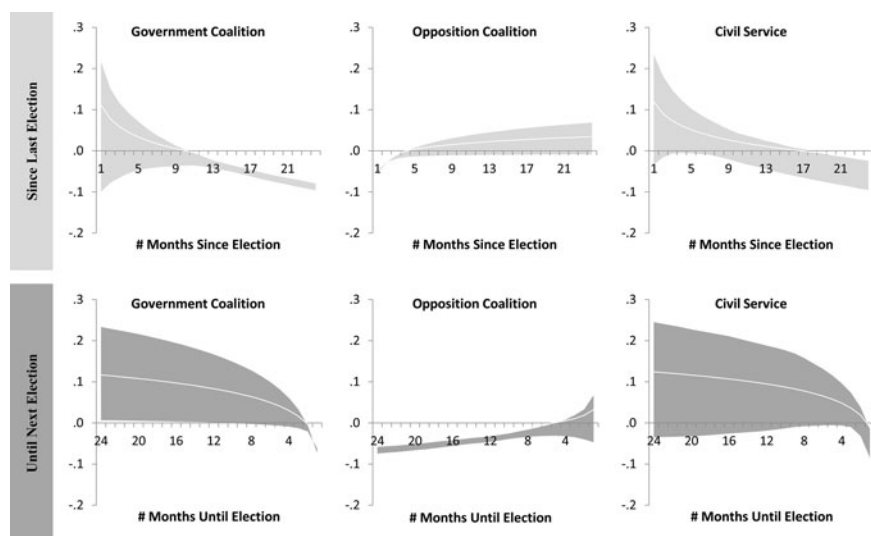 Since Last Election
Government Coalition
.3
.2
.1
.0
-.1
-.2
1 5 9 13 17 21
# Months Since Election
Opposition Coalition
.3
.2
.1
.0
-.1
-.2
1 5 9 13 17 21
# Months Since Election
Civil Service
.3
.2
.1
.0
-.1
-.2
1 5 9 13 17 21
# Months Since Election
Until Next Election
Government Coalition
.3
.2
.1
.0
-.1
-.2
24 20 16 12 8 4
# Months Until Election
Opposition Coalition
.3
.2
.1
.0
-.1
-.2
24 20 16 12 8 4
# Months Until Election
Civil Service
.3
.2
.1
.0
-.1
-.2
24 20 16 12 8 4
# Months Until Election